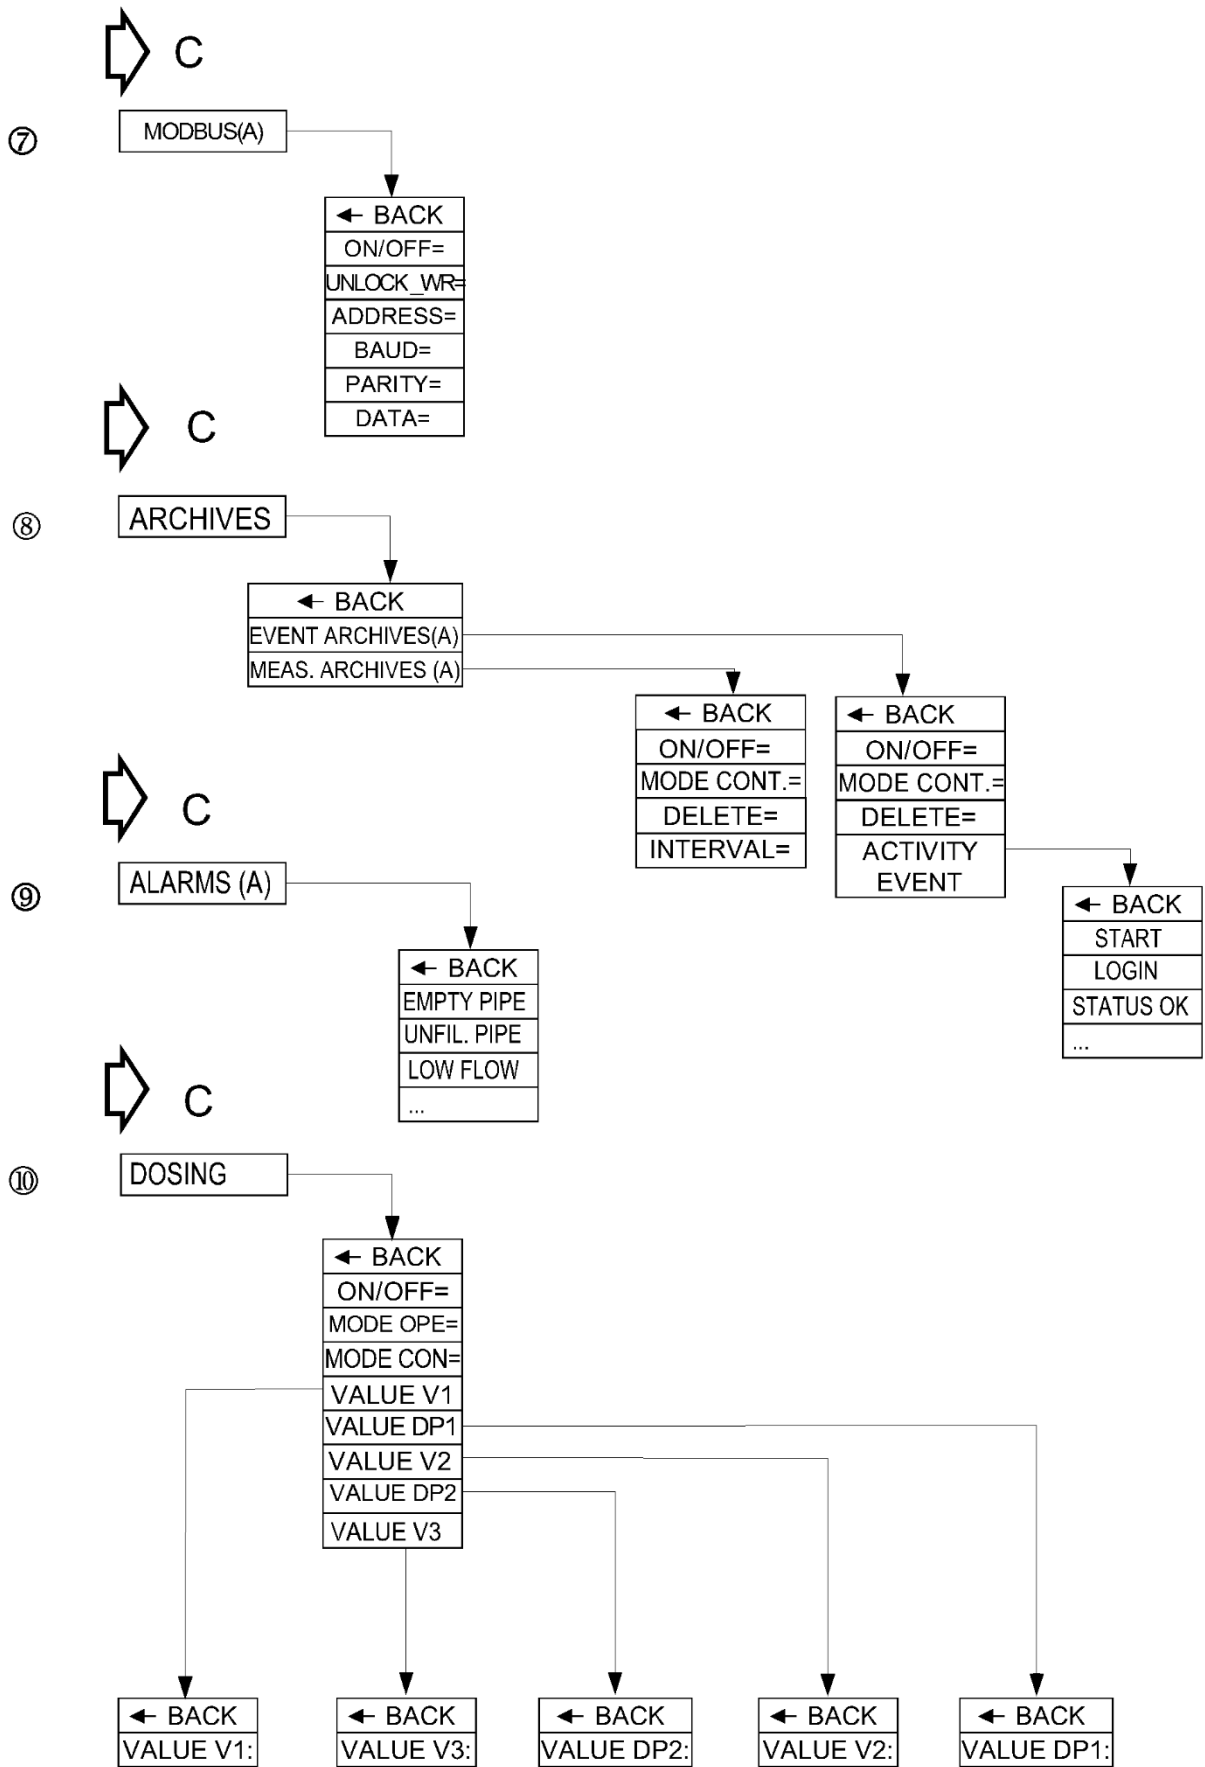 C
⑦
MODBUS(A)
← BACK
ON/OFF=
UNLOCK_WR=
ADDRESS=
BAUD=
PARITY=
DATA=
C
⑧
ARCHIVES
← BACK
EVENT ARCHIVES(A)
MEAS. ARCHIVES (A)
← BACK
ON/OFF=
MODE CONT.=
DELETE=
INTERVAL=
← BACK
ON/OFF=
MODE CONT.=
DELETE=
ACTIVITY
EVENT
← BACK
START
LOGIN
STATUS OK
...
C
⑨
ALARMS (A)
← BACK
EMPTY PIPE
UNFIL. PIPE
LOW FLOW
...
C
⑩
DOSING
← BACK
ON/OFF=
MODE OPE=
MODE CON=
VALUE V1
VALUE DP1
VALUE V2
VALUE DP2
VALUE V3
← BACK
VALUE V1:
← BACK
VALUE V3:
← BACK
VALUE DP2:
← BACK
VALUE V2:
← BACK
VALUE DP1: